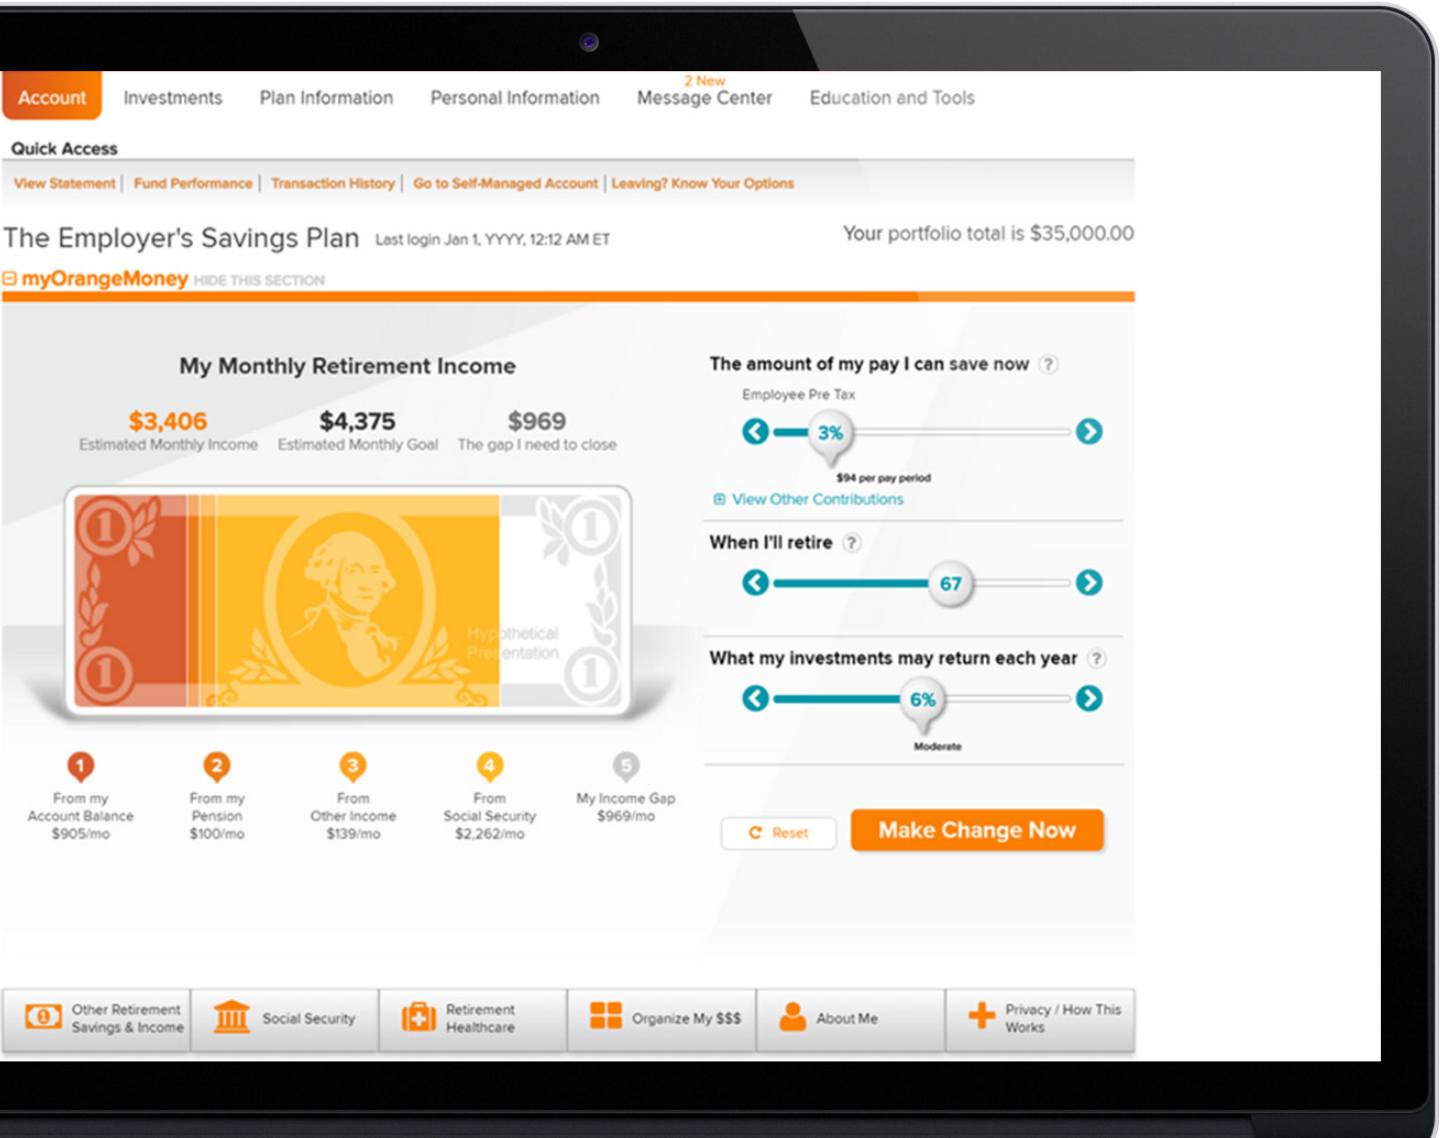 2 New
Account Investments Plan Information Personal Information Message Center Education and Tools
Quick Access
View Statement | Fund Performance | Transaction History | Go to Self-Managed Account | Leaving? Know Your Options
The Employer's Savings Plan Last login Jan 1, YYYY, 12:12 AM ET Your portfolio total is $35,000.00
myOrangeMoney HIDE THIS SECTION
My Monthly Retirement Income
$3,406 $4,375 $969
Estimated Monthly Income Estimated Monthly Goal The gap I need to close
1 1
Hypothetical
Presentation
1 1
1 2 3 4 5
From my From my From From My Income Gap
Account Balance Pension Other Income Social Security $969/mo
$905/mo $100/mo $139/mo $2,262/mo
The amount of my pay I can save now ?
Employee Pre Tax
3%
$94 per pay period
View Other Contributions
When I'll retire ?
67
What my investments may return each year ?
6%
Moderate
Reset Make Change Now
Other Retirement
Savings & Income
Social Security
Retirement
Healthcare
Organize My $$$
About Me
Privacy / How This
Works